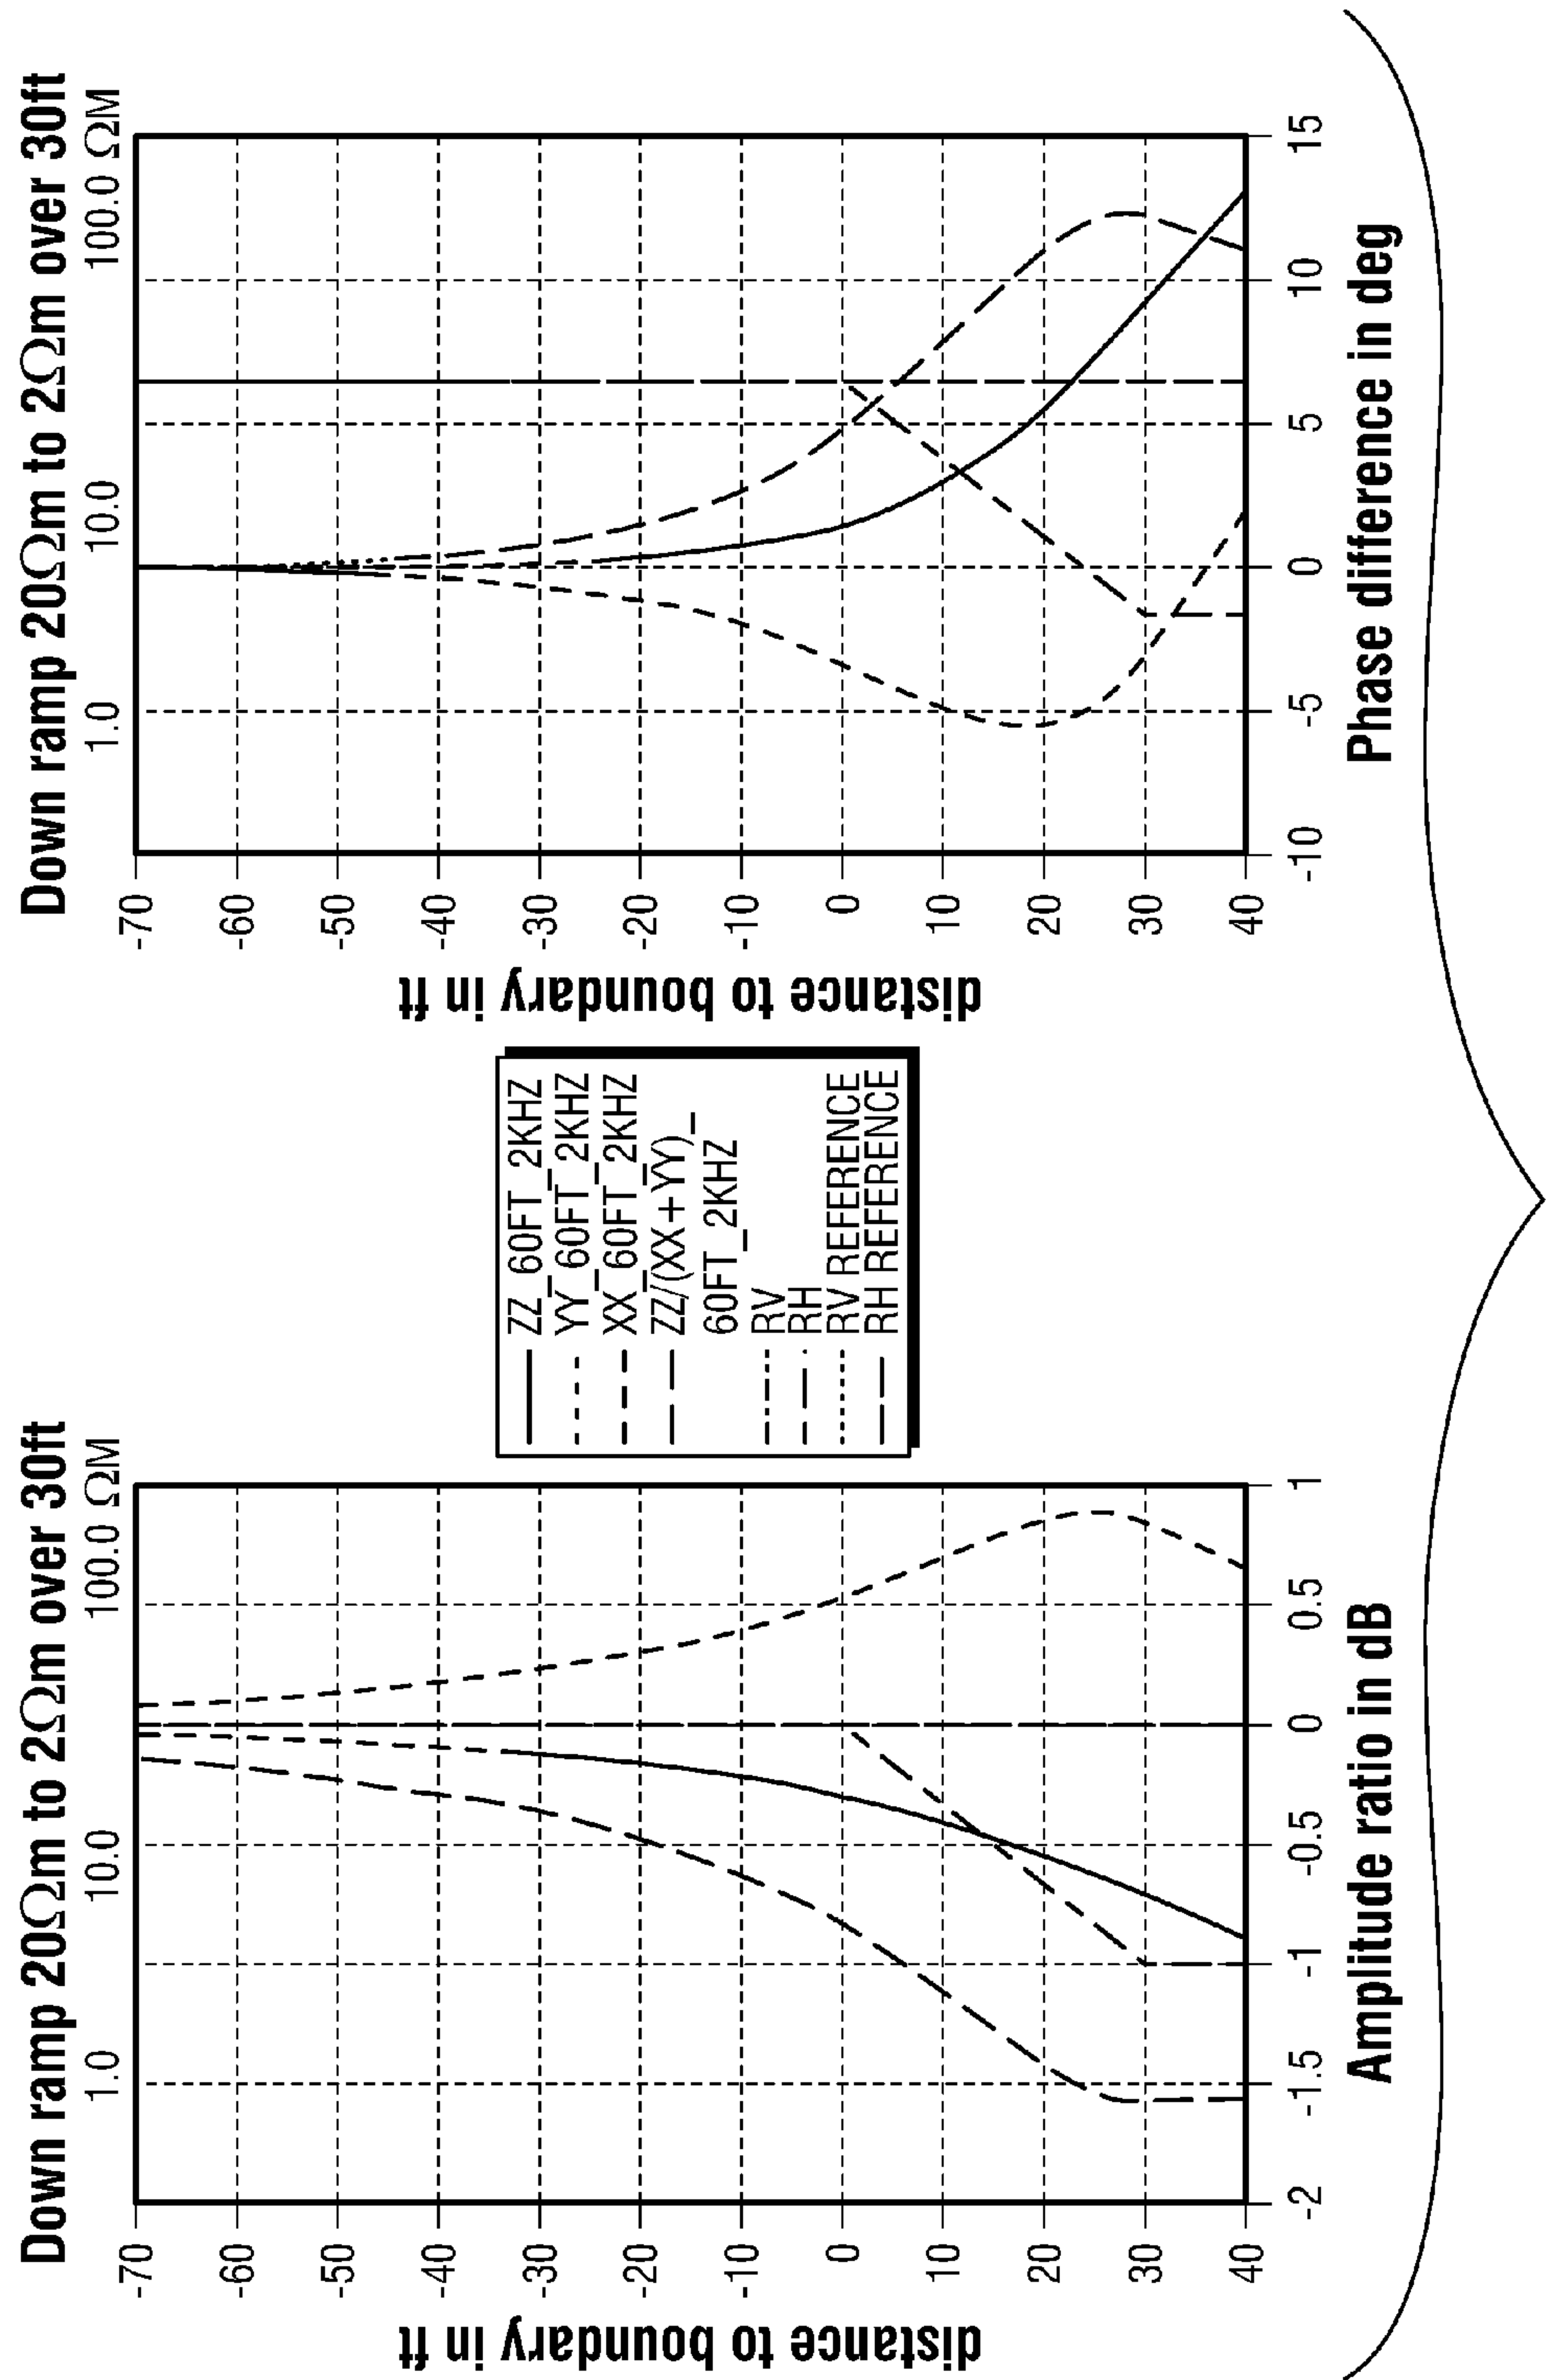 Down ramp 20Ωm to 2Ωm over 30ft
1.0 10.0 100.0 ΩM
distance to boundary in ft
-70
-60
-50
-40
-30
-20
-10
0
10
20
30
40
-2 -1.5 -1 -0.5 0 0.5 1
Amplitude ratio in dB
ZZ_60FT_2KHZ
YY_60FT_2KHZ
XX_60FT_2KHZ
ZZ/(XX+YY)_
60FT_2KHZ
RV
RH
RV REFERENCE
RH REFERENCE
Down ramp 20Ωm to 2Ωm over 30ft
1.0 10.0 100.0 ΩM
distance to boundary in ft
-70
-60
-50
-40
-30
-20
-10
0
10
20
30
40
-10 -5 0 5 10 15
Phase difference in deg